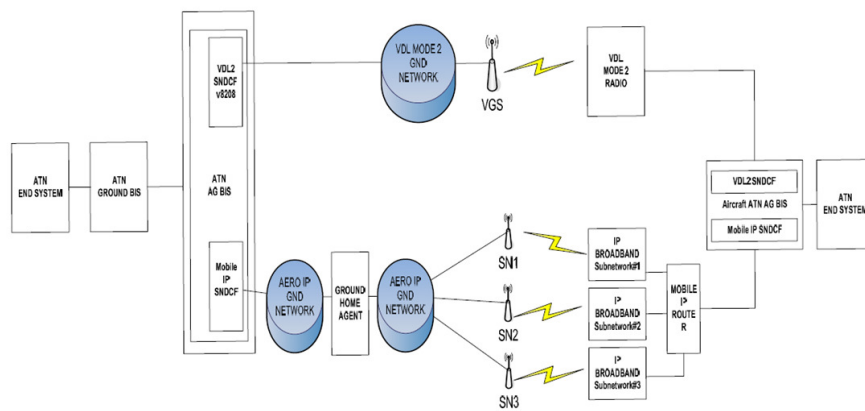 ATN
END SYSTEM
ATN
GROUND BIS
VDL2
SNDCF
v8208
ATN
AG BIS
Mobile
IP
SNDCF
VDL MODE 2
GND
NETWORK
VGS
VDL
MODE 2
RADIO
AERO IP
GND
NETWORK
GROUND
HOME
AGENT
AERO IP
GND
NETWORK
SN1
SN2
SN3
IP
BROADBAND
Subnetwork#1
IP
BROADBAND
Subnetwork#2
IP
BROADBAND
Subnetwork#3
MOBILE
IP
ROUTE
R
VDL2SNDCF
Aircraft ATN AG BIS
Mobile IP SNDCF
ATN
END SYSTEM